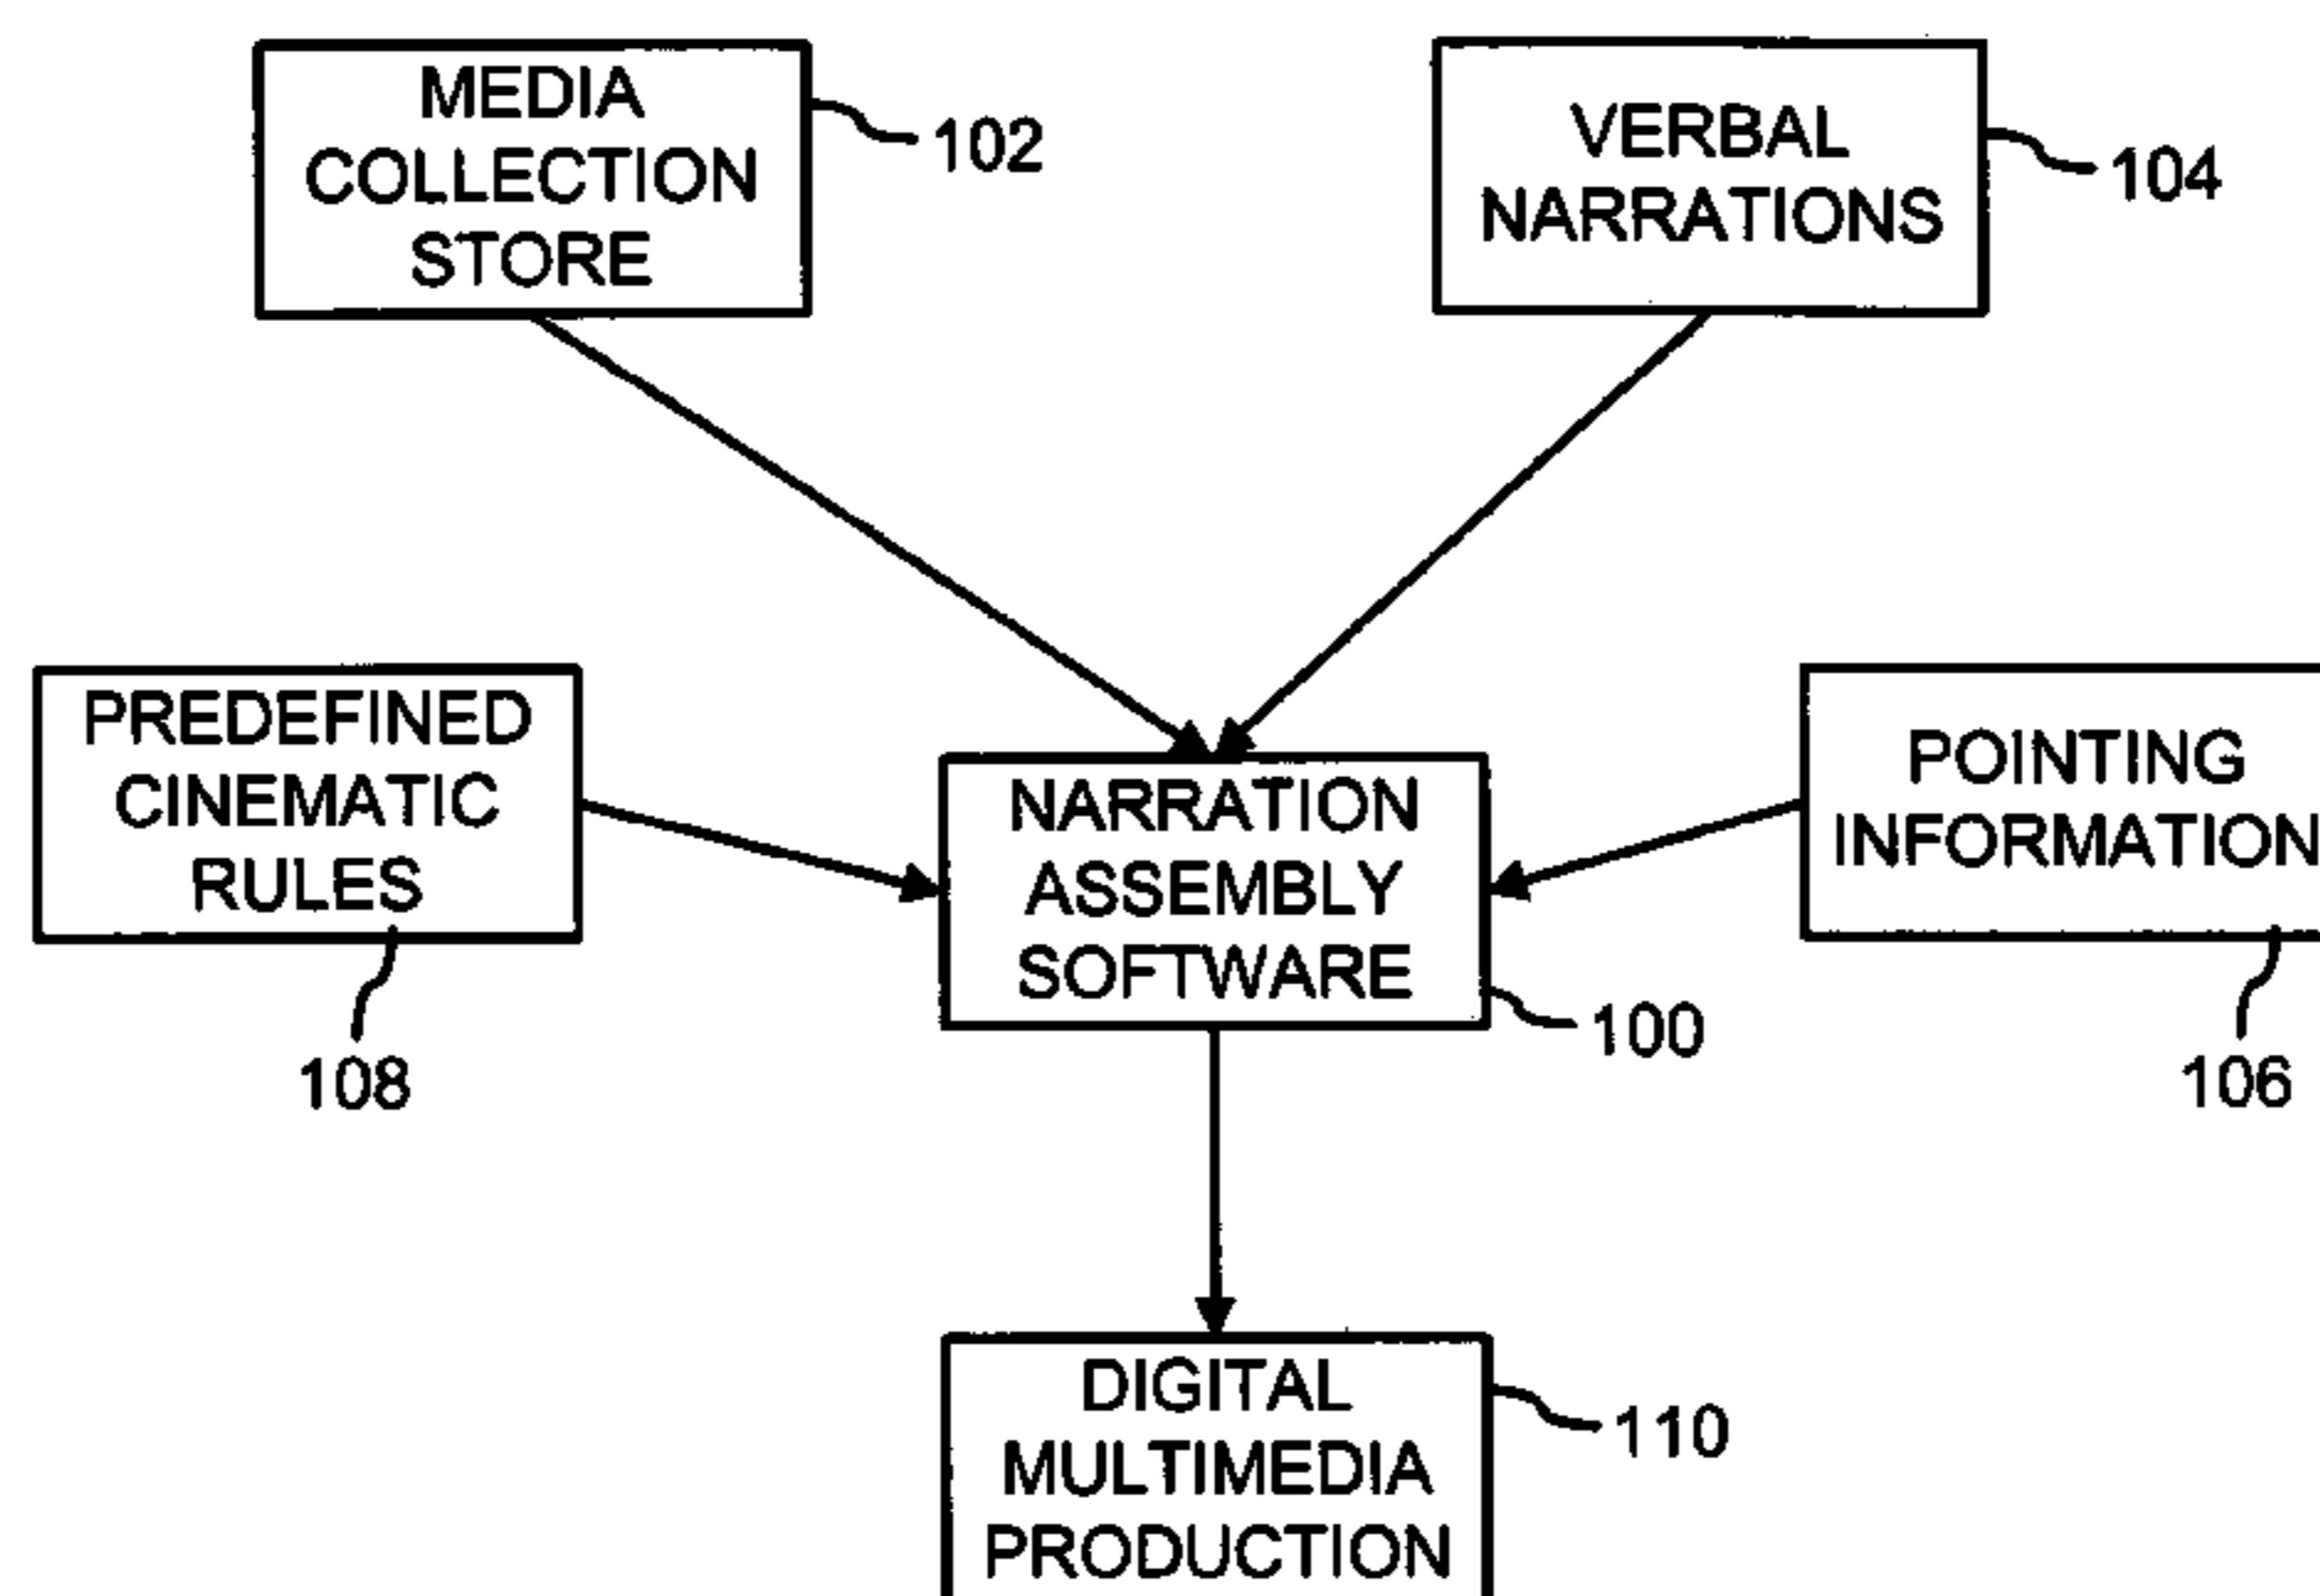 MEDIA
COLLECTION
STORE
102
VERBAL
NARRATIONS
104
PREDEFINED
CINEMATIC
RULES
108
NARRATION
ASSEMBLY
SOFTWARE
100
POINTING
INFORMATION
106
DIGITAL
MULTIMEDIA
PRODUCTION
110